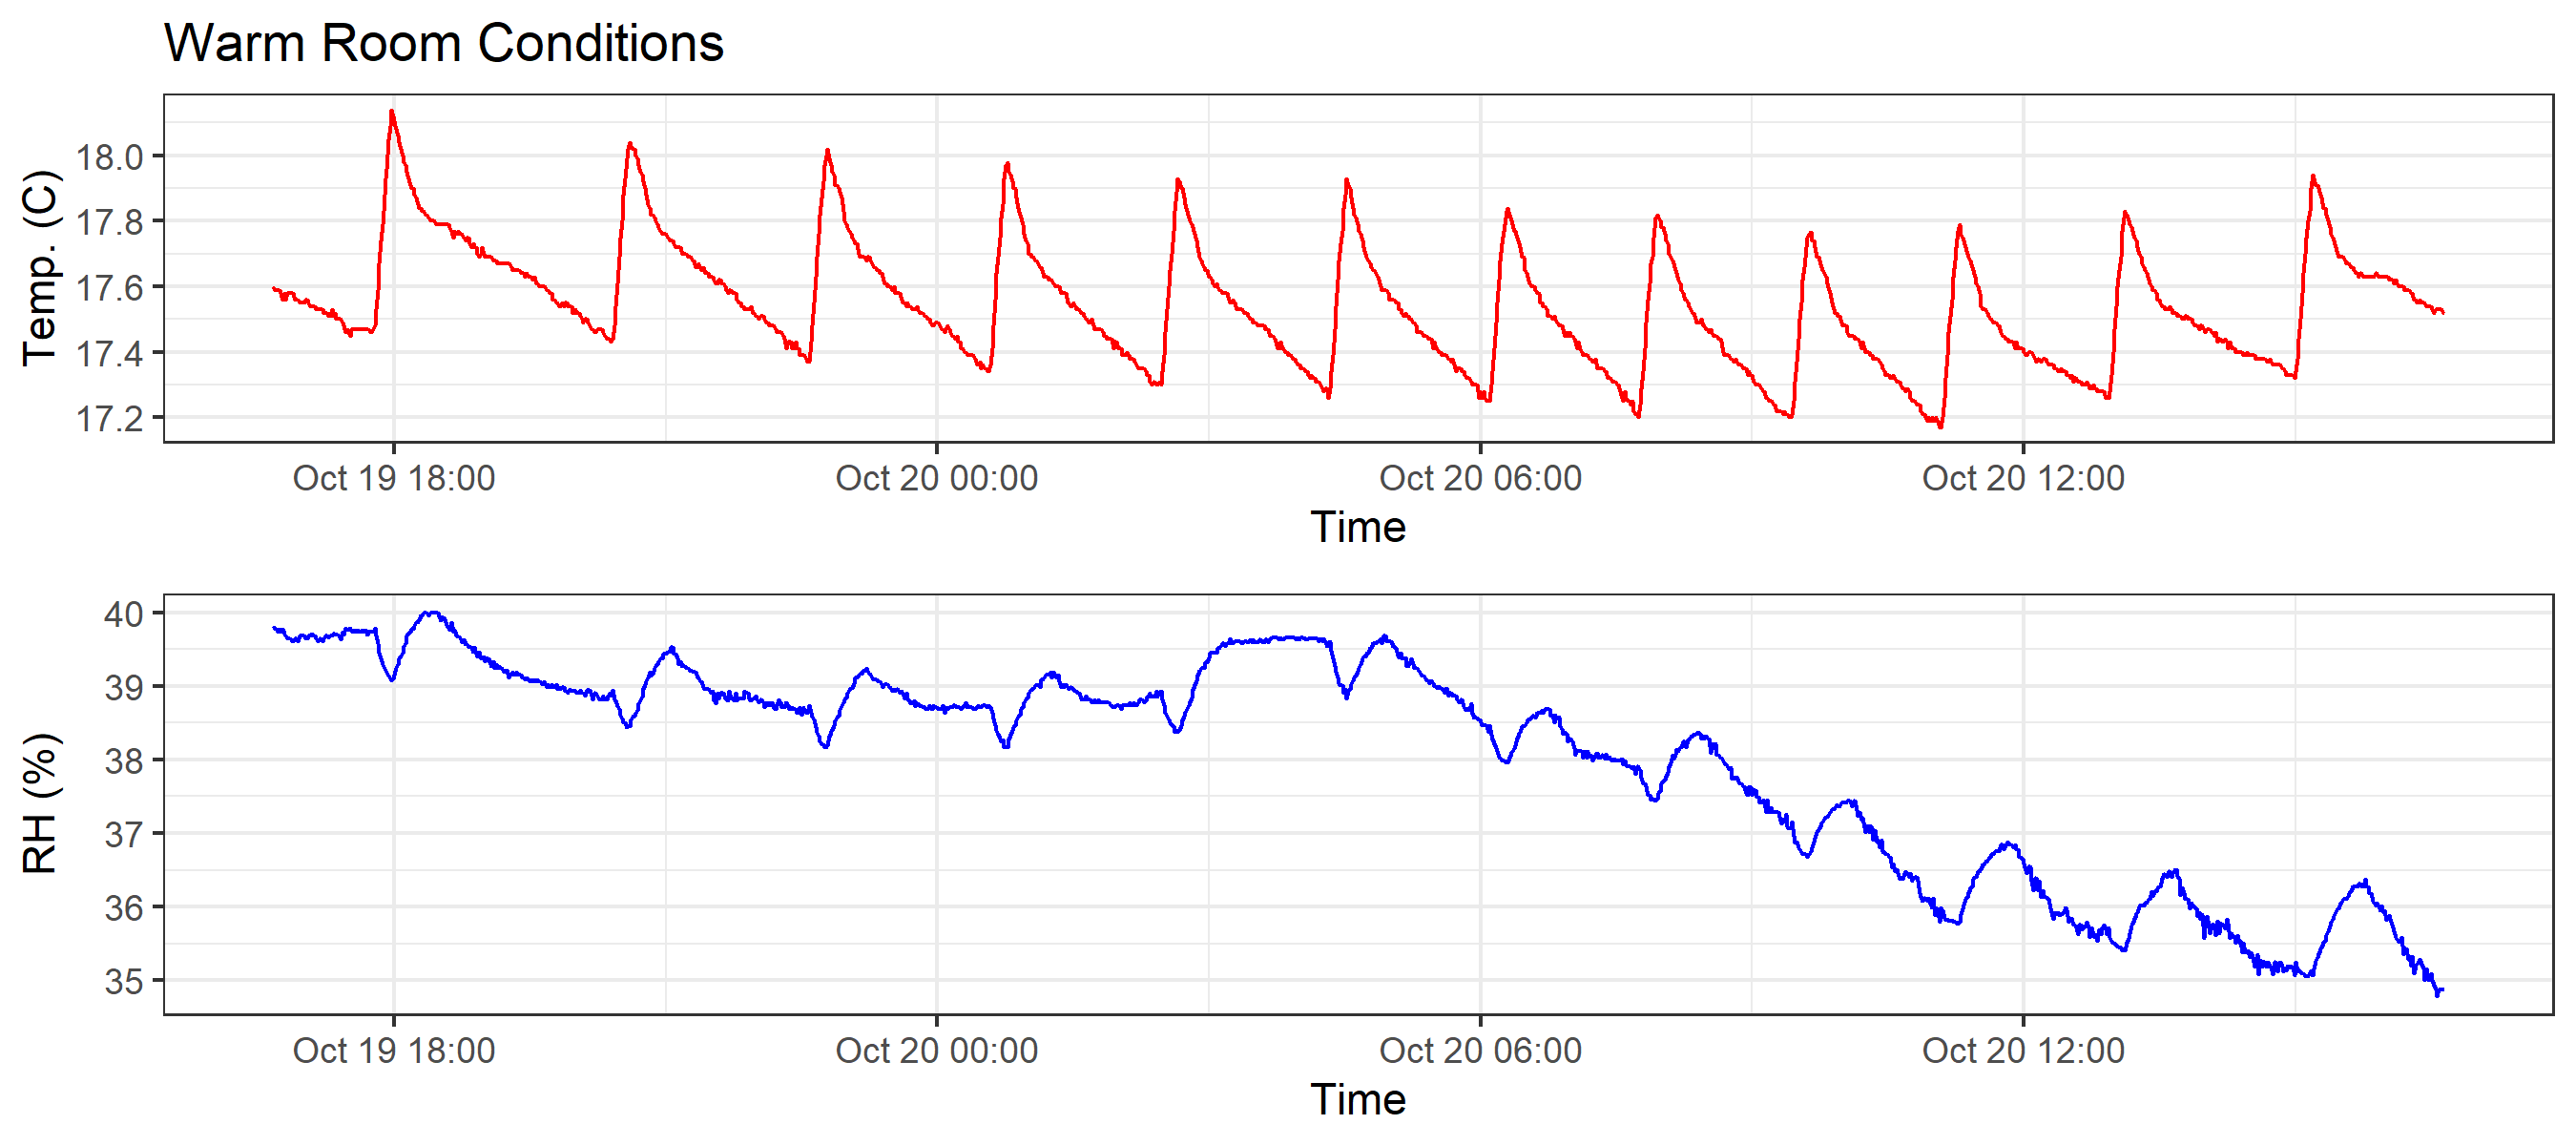 Warm Room Conditions
Temp. (C)
18.0
17.8
17.6
17.4
17.2
Oct 19 18:00 Oct 20 00:00 Oct 20 06:00 Oct 20 12:00
Time
RH (%)
40
39
38
37
36
35
Oct 19 18:00 Oct 20 00:00 Oct 20 06:00 Oct 20 12:00
Time